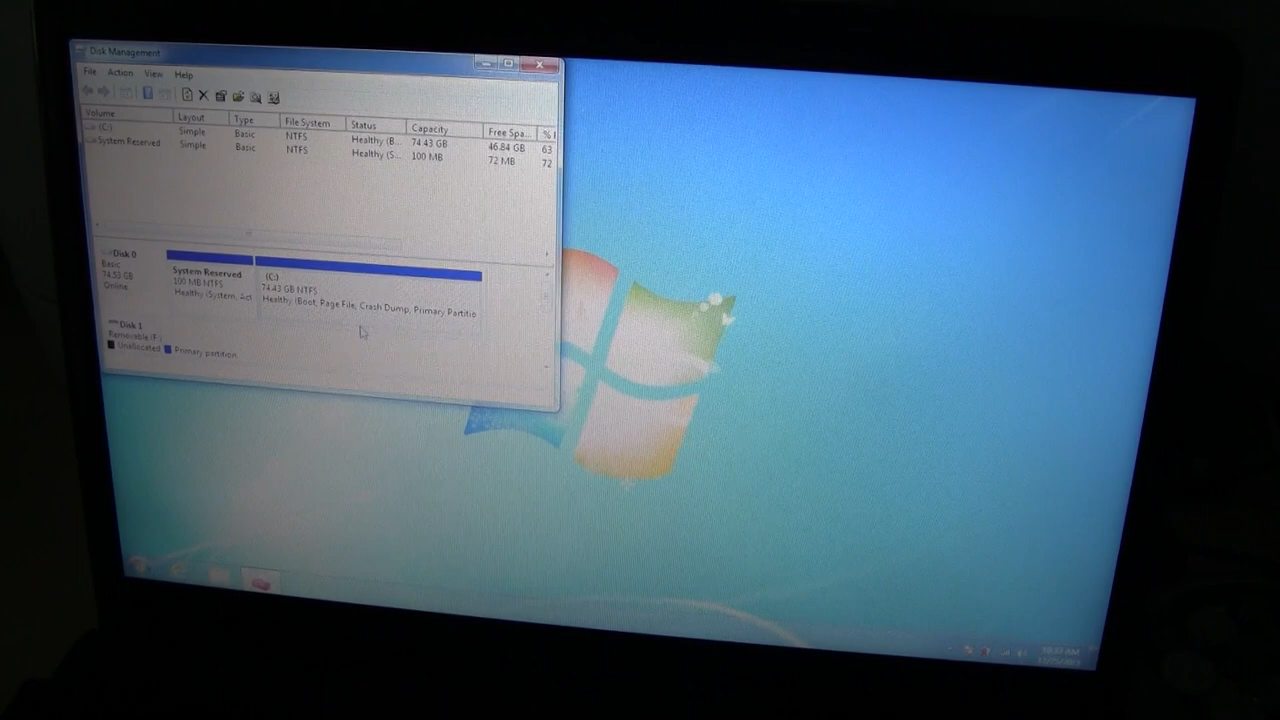 Disk Management
File Action View Help
Volume Layout Type File System Status Capacity Free Spa... %
(C:) Simple Basic NTFS Healthy (B... 74.43 GB 46.84 GB 63
System Reserved Simple Basic NTFS Healthy (S... 100 MB 72 MB 72
Disk 0
Basic
74.53 GB
Online
System Reserved
100 MB NTFS
Healthy (System, Act
(C:)
74.43 GB NTFS
Healthy (Boot, Page File, Crash Dump, Primary Partitio
Disk 1
Removable (F:
Unallocated Primary partition